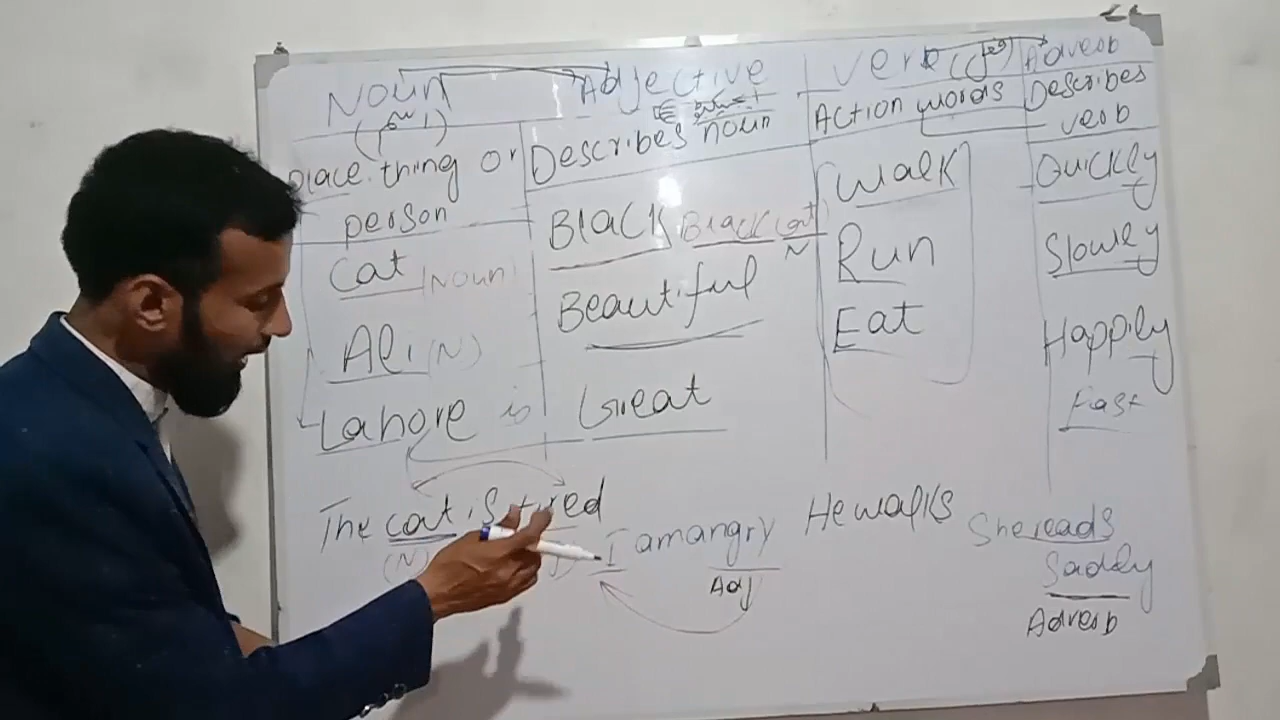 Noun
Adjective
Verb
Adverb
(اسم)
Describes noun
Action words
Describes
verb
place, thing or
person
Cat (Noun)
Black Black cat
N
Walk
Quickly
Ali (N)
Beautiful
Run
Slowly
Lahore is Great
Eat
Happily
Fast
The cat is tired
(N)
I am angry
Adj
He walks
She reads
Sadly
Adverb